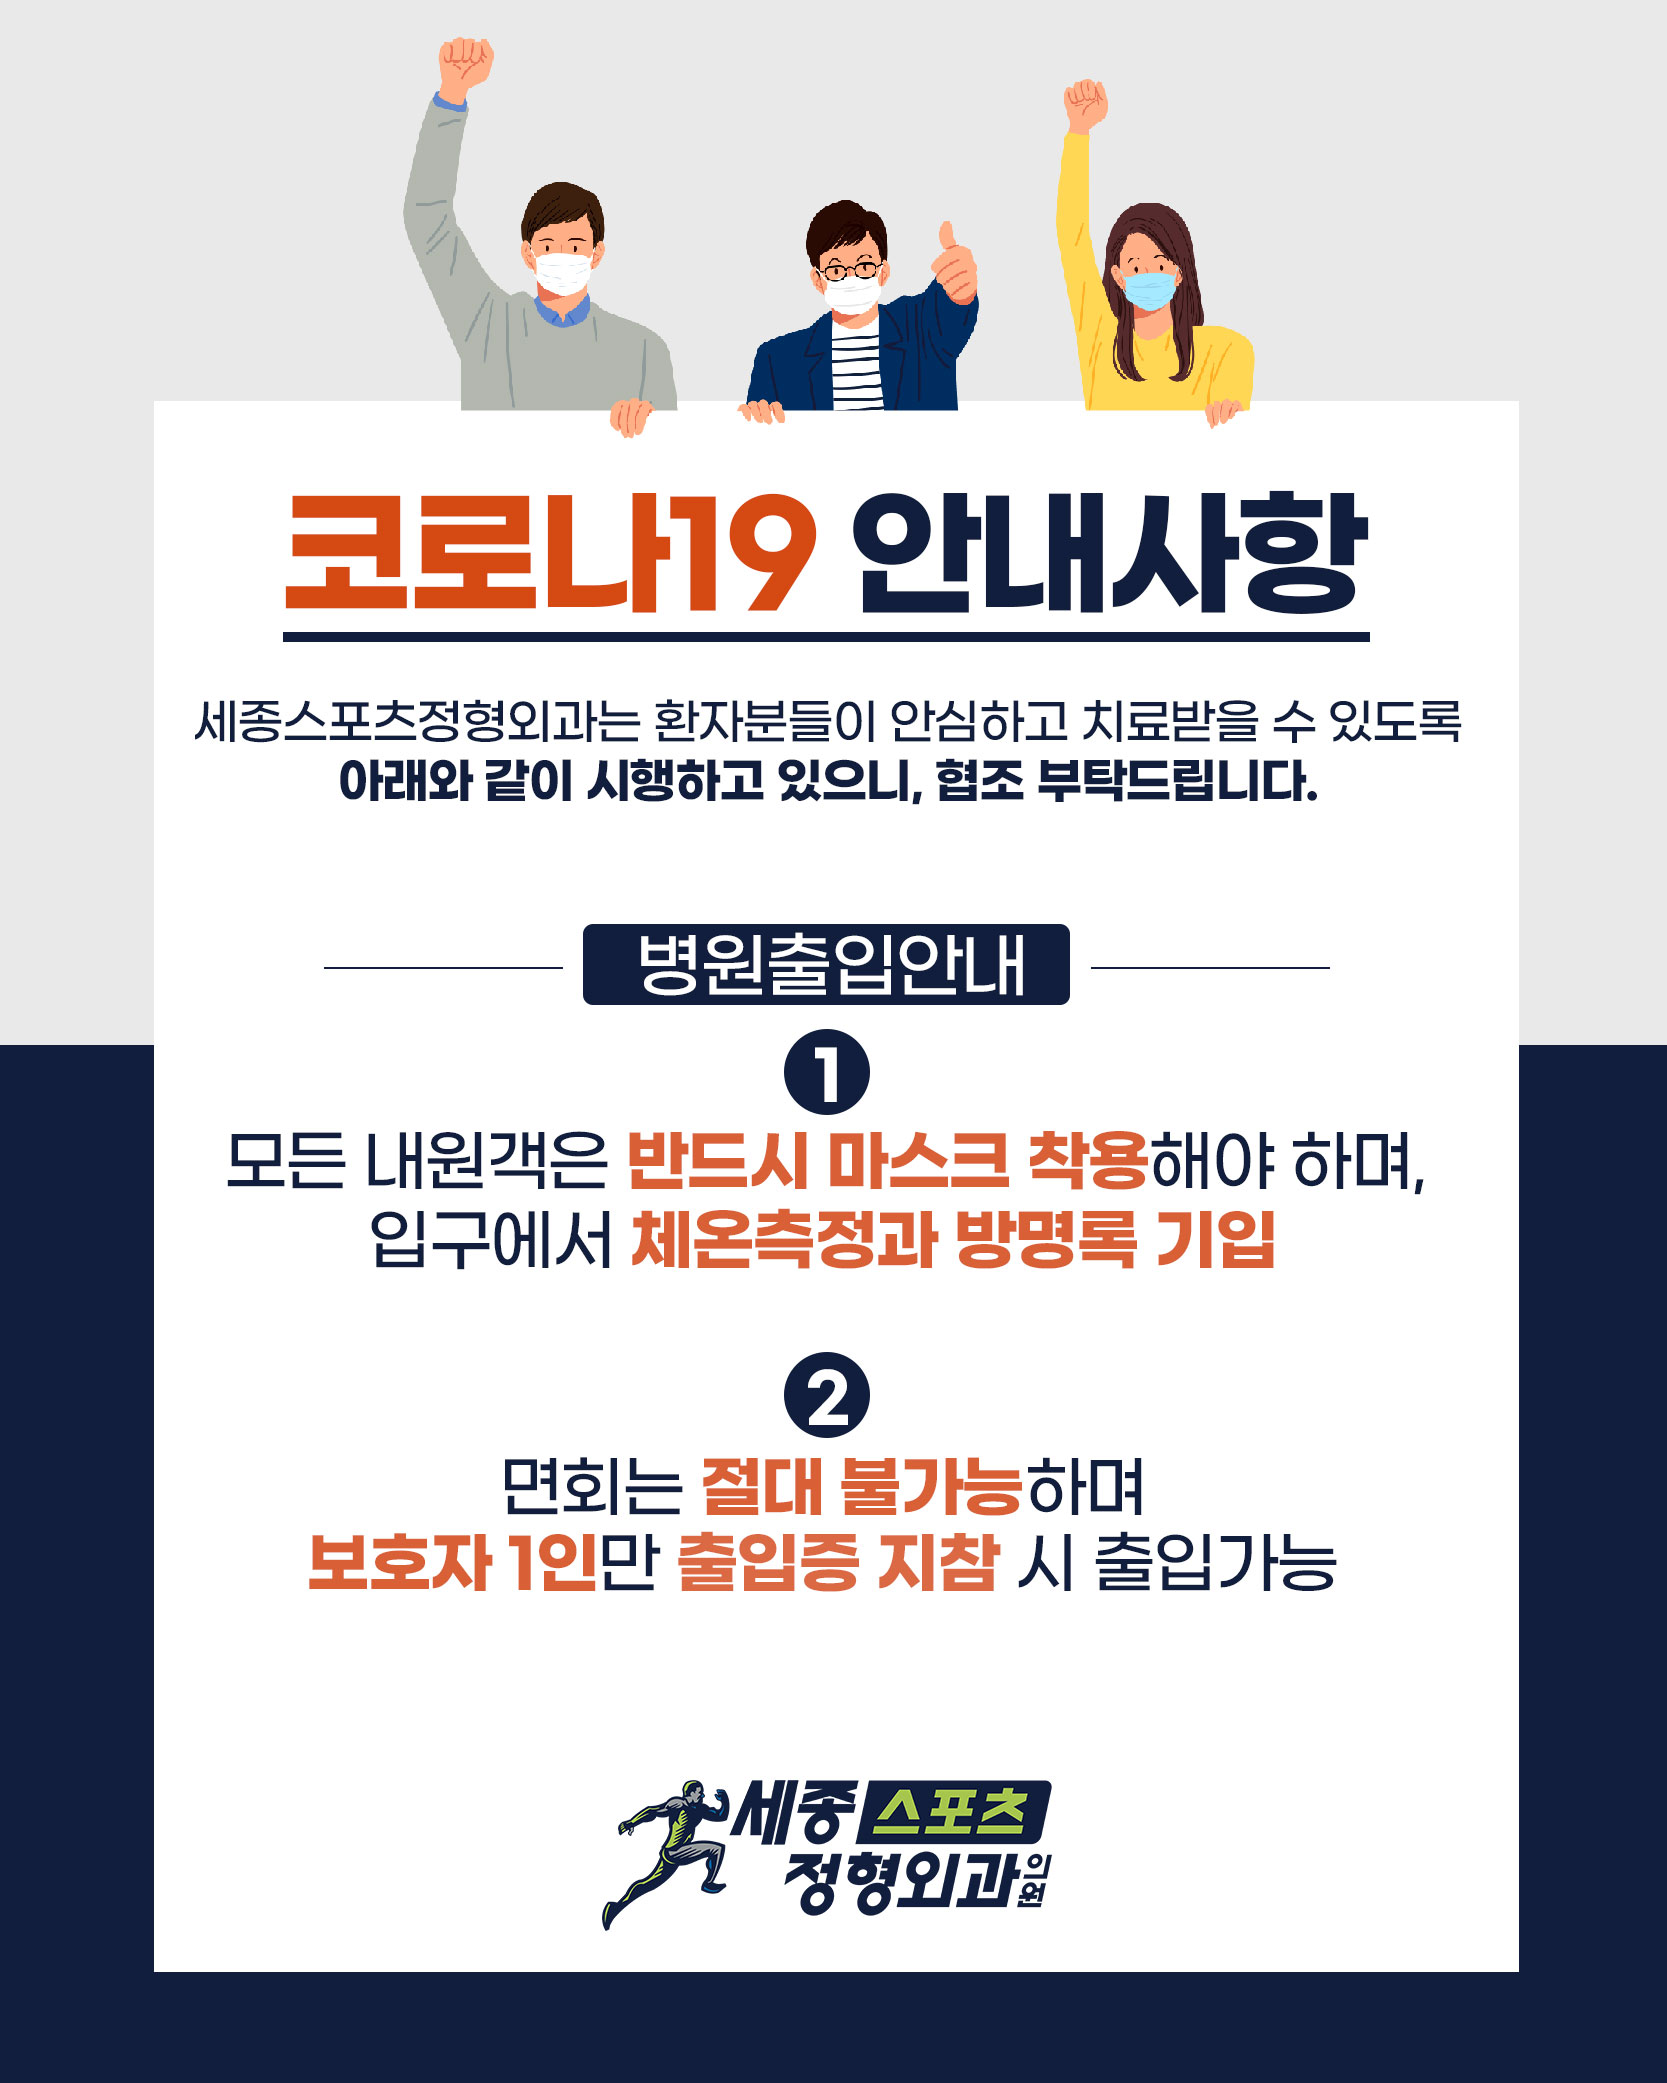 코로나19 안내사항
세종스포츠정형외과는 환자분들이 안심하고 치료받을 수 있도록
아래와 같이 시행하고 있으니, 협조 부탁드립니다.
병원출입안내
1
모든 내원객은 반드시 마스크 착용해야 하며,
입구에서 체온측정과 방명록 기입
2
면회는 절대 불가능하며
보호자 1인만 출입증 지참 시 출입가능
세종스포츠
정형외과의원